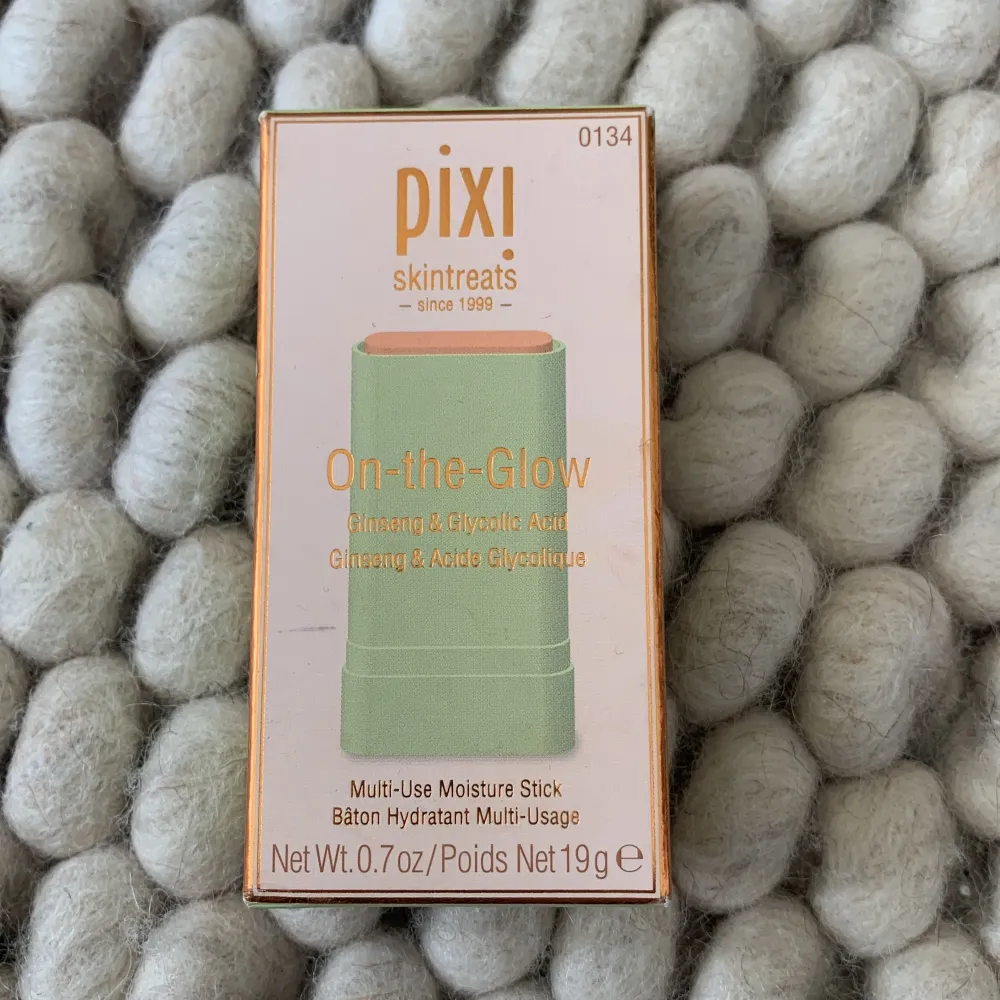 0134
pixi
skintreats
– since 1999 –
On-the-Glow
Ginseng & Glycolic Acid
Ginseng & Acide Glycolique
Multi-Use Moisture Stick
Bâton Hydratant Multi-Usage
Net Wt. 0.7 oz/Poids Net 19 g ℮